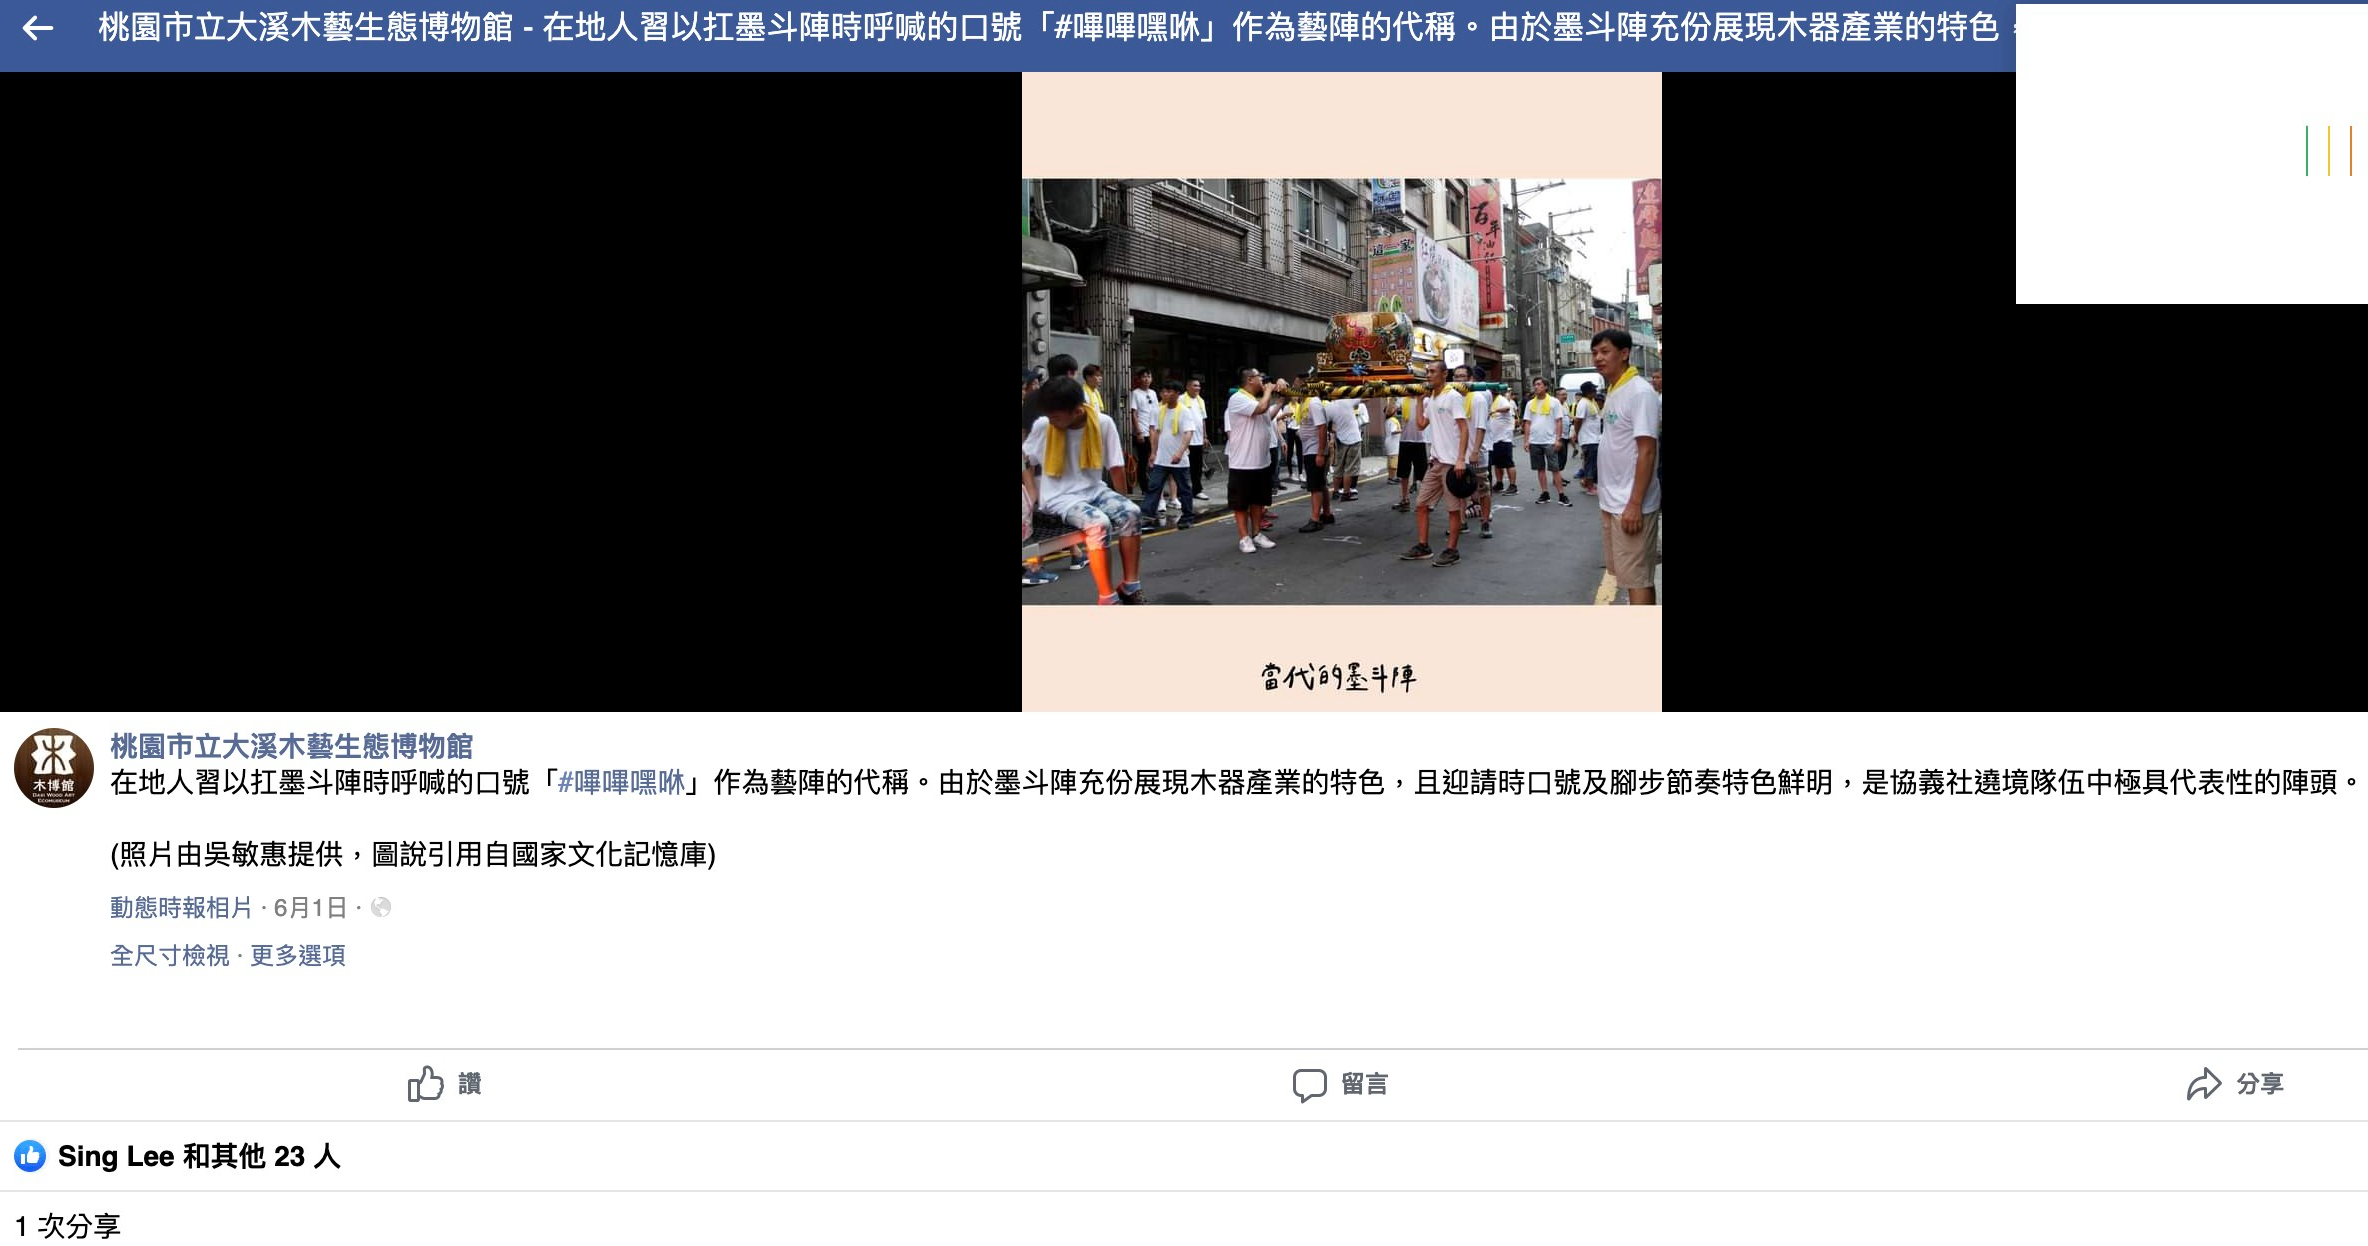 桃園市立大溪木藝生態博物館 - 在地人習以扛墨斗陣時呼喊的口號「#嗶嗶嘿咻」作為藝陣的代稱。由於墨斗陣充份展現木器產業的特色，
百年油飯
這一家
當代的墨斗陣
木博館
DAXI WOOD ART
ECOMUSEUM
桃園市立大溪木藝生態博物館
在地人習以扛墨斗陣時呼喊的口號「#嗶嗶嘿咻」作為藝陣的代稱。由於墨斗陣充份展現木器產業的特色，且迎請時口號及腳步節奏特色鮮明，是協義社遶境隊伍中極具代表性的陣頭。
(照片由吳敏惠提供，圖說引用自國家文化記憶庫)
動態時報相片 · 6月1日 ·
全尺寸檢視 · 更多選項
讚
留言
分享
Sing Lee 和其他 23 人
1 次分享